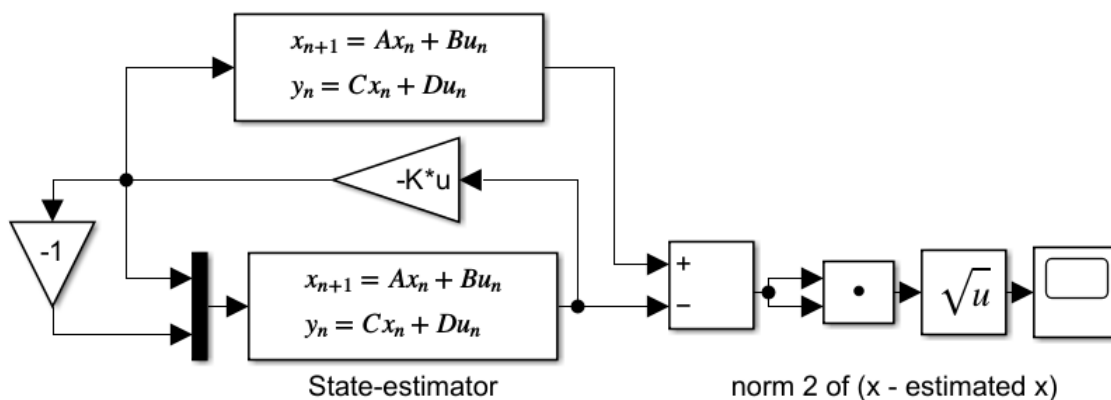 x_{n+1} = Ax_n + Bu_n
y_n = Cx_n + Du_n
-K*u
-1
x_{n+1} = Ax_n + Bu_n
y_n = Cx_n + Du_n
+
−
√u
State-estimator
norm 2 of (x - estimated x)